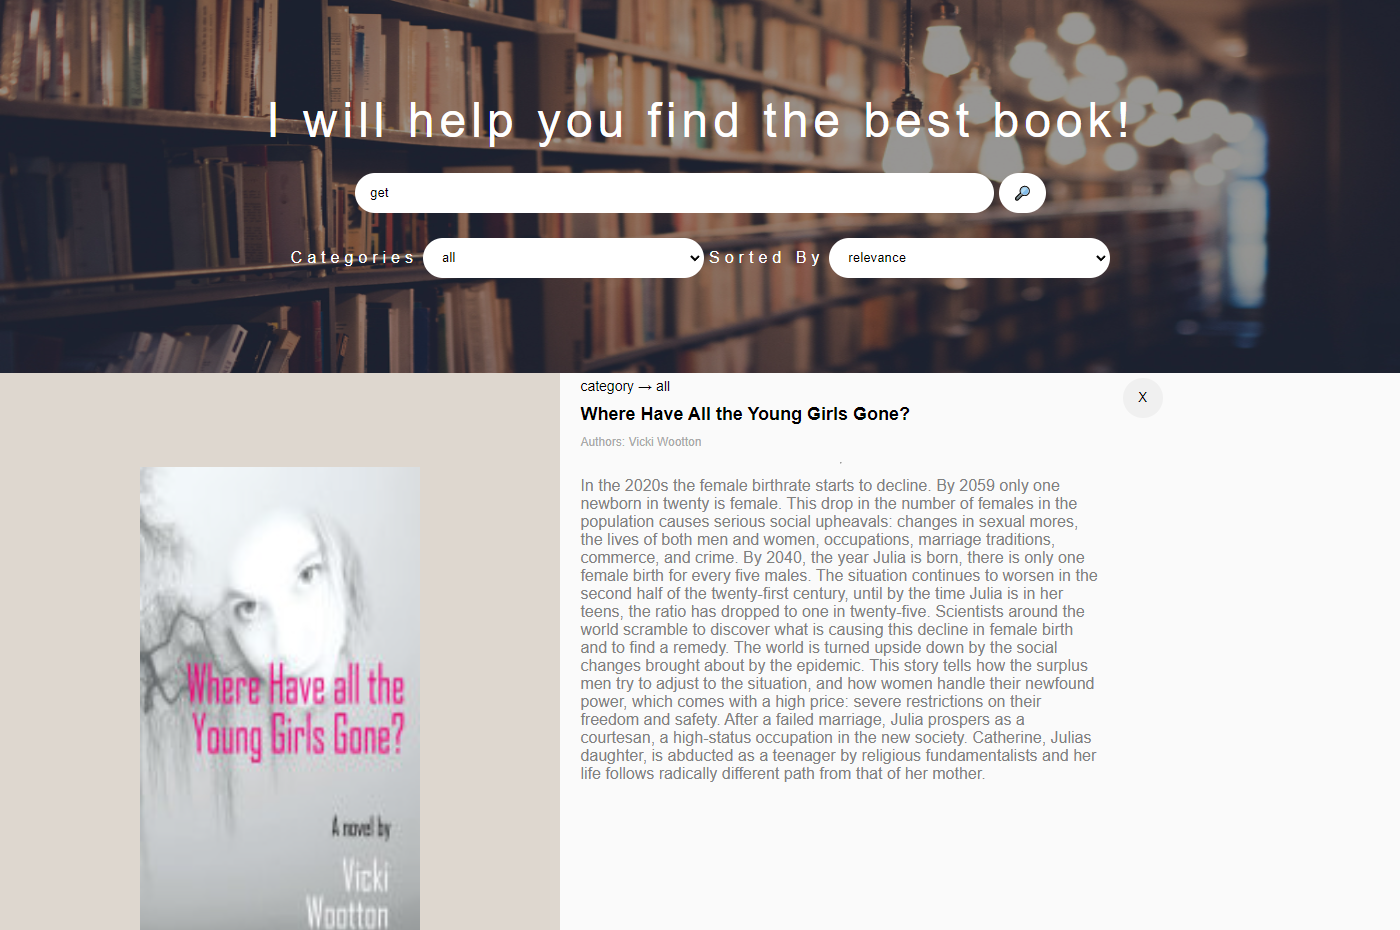 I will help you find the best book!
get
Categories all Sorted By relevance
category → all
X
Where Have All the Young Girls Gone?
Authors: Vicki Wootton
.
In the 2020s the female birthrate starts to decline. By 2059 only one
newborn in twenty is female. This drop in the number of females in the
population causes serious social upheavals: changes in sexual mores,
the lives of both men and women, occupations, marriage traditions,
commerce, and crime. By 2040, the year Julia is born, there is only one
female birth for every five males. The situation continues to worsen in the
second half of the twenty-first century, until by the time Julia is in her
teens, the ratio has dropped to one in twenty-five. Scientists around the
world scramble to discover what is causing this decline in female birth
and to find a remedy. The world is turned upside down by the social
changes brought about by the epidemic. This story tells how the surplus
men try to adjust to the situation, and how women handle their newfound
power, which comes with a high price: severe restrictions on their
freedom and safety. After a failed marriage, Julia prospers as a
courtesan, a high-status occupation in the new society. Catherine, Julias
daughter, is abducted as a teenager by religious fundamentalists and her
life follows radically different path from that of her mother.
Where Have all the
Young Girls Gone?
A novel by
Vicki
Wootton